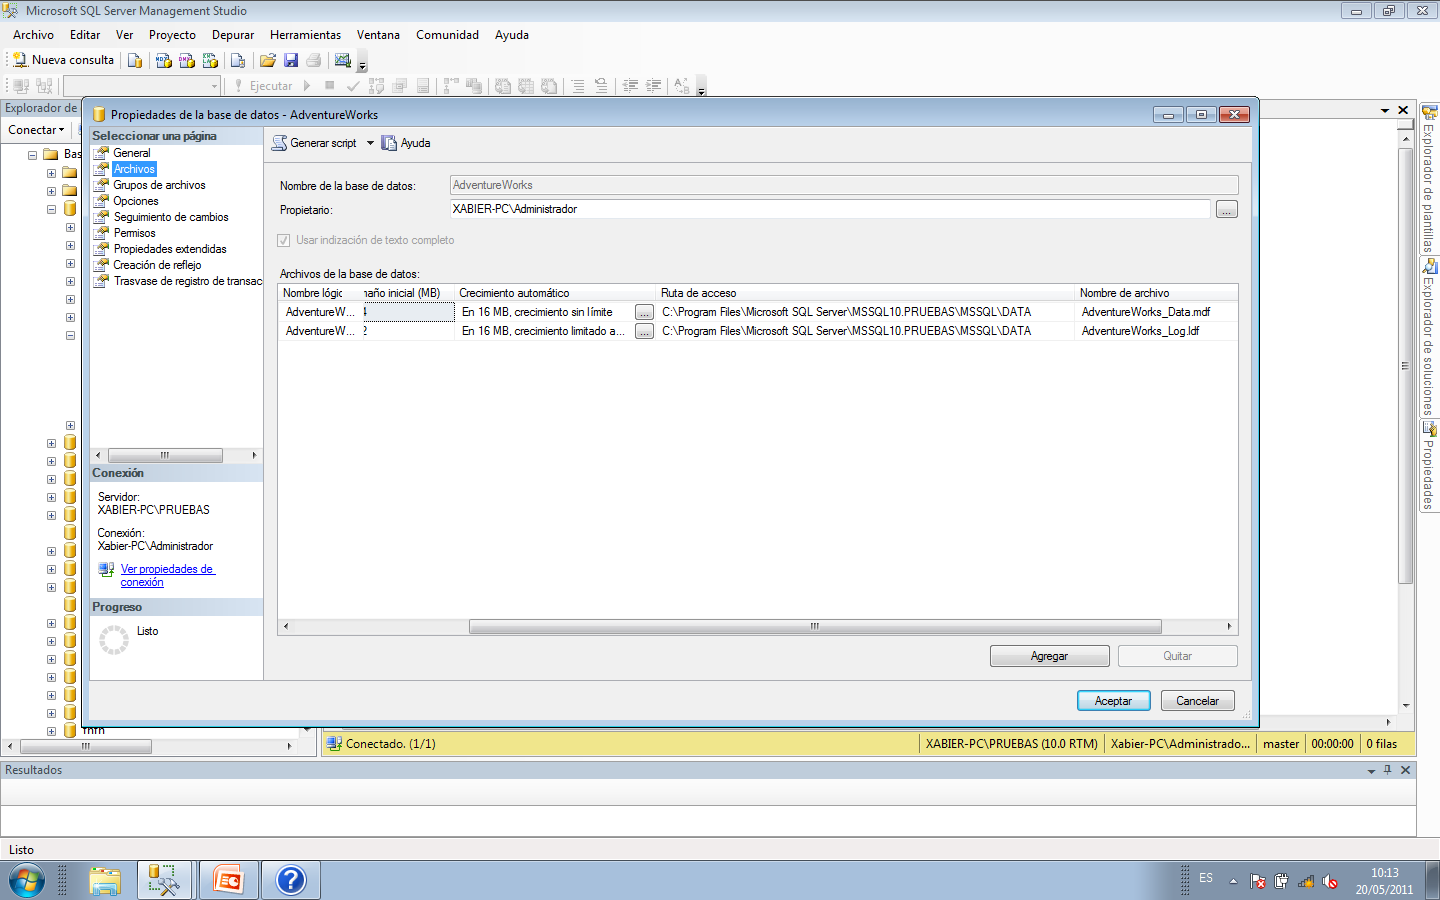 Microsoft SQL Server Management Studio
Archivo Editar Ver Proyecto Depurar Herramientas Ventana Comunidad Ayuda
Nueva consulta
Ejecutar
Explorador de
Conectar
Bas
Propiedades de la base de datos - AdventureWorks
Seleccionar una página
General
Archivos
Grupos de archivos
Opciones
Seguimiento de cambios
Permisos
Propiedades extendidas
Creación de reflejo
Trasvase de registro de transac
Conexión
Servidor:
XABIER-PC\PRUEBAS
Conexión:
Xabier-PC\Administrador
Ver propiedades de
conexión
Progreso
Listo
Generar script Ayuda
Nombre de la base de datos: AdventureWorks
Propietario: XABIER-PC\Administrador ...
Usar indización de texto completo
Archivos de la base de datos:
Nombre lógic maño inicial (MB) Crecimiento automático Ruta de acceso Nombre de archivo
AdventureW... 4 En 16 MB, crecimiento sin límite ... C:\Program Files\Microsoft SQL Server\MSSQL10.PRUEBAS\MSSQL\DATA AdventureWorks_Data.mdf
AdventureW... 2 En 16 MB, crecimiento limitado a... ... C:\Program Files\Microsoft SQL Server\MSSQL10.PRUEBAS\MSSQL\DATA AdventureWorks_Log.ldf
Agregar Quitar
Aceptar Cancelar
Explorador de plantillas
Explorador de soluciones
Propiedades
Conectado. (1/1) XABIER-PC\PRUEBAS (10.0 RTM) Xabier-PC\Administrado... master 00:00:00 0 filas
Resultados
Listo
ES 10:13
20/05/2011